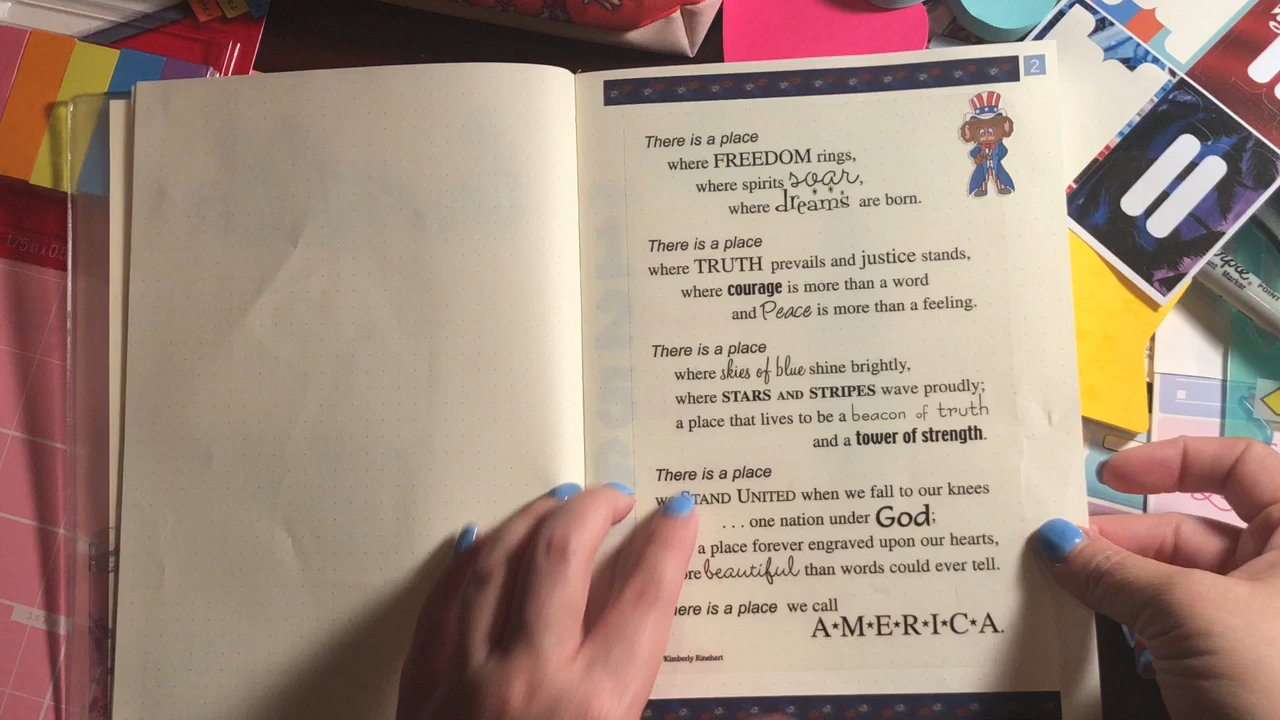 2
There is a place
where FREEDOM rings,
where spirits soar,
where dreams are born.
There is a place
where TRUTH prevails and justice stands,
where courage is more than a word
and Peace is more than a feeling.
There is a place
where skies of blue shine brightly,
where STARS AND STRIPES wave proudly;
a place that lives to be a beacon of truth
and a tower of strength.
There is a place
we STAND UNITED when we fall to our knees
. . . one nation under God;
a place forever engraved upon our hearts,
beautiful than words could ever tell.
is a place we call
A★M★E★R★I★C★A.
Kimberly Rinehart